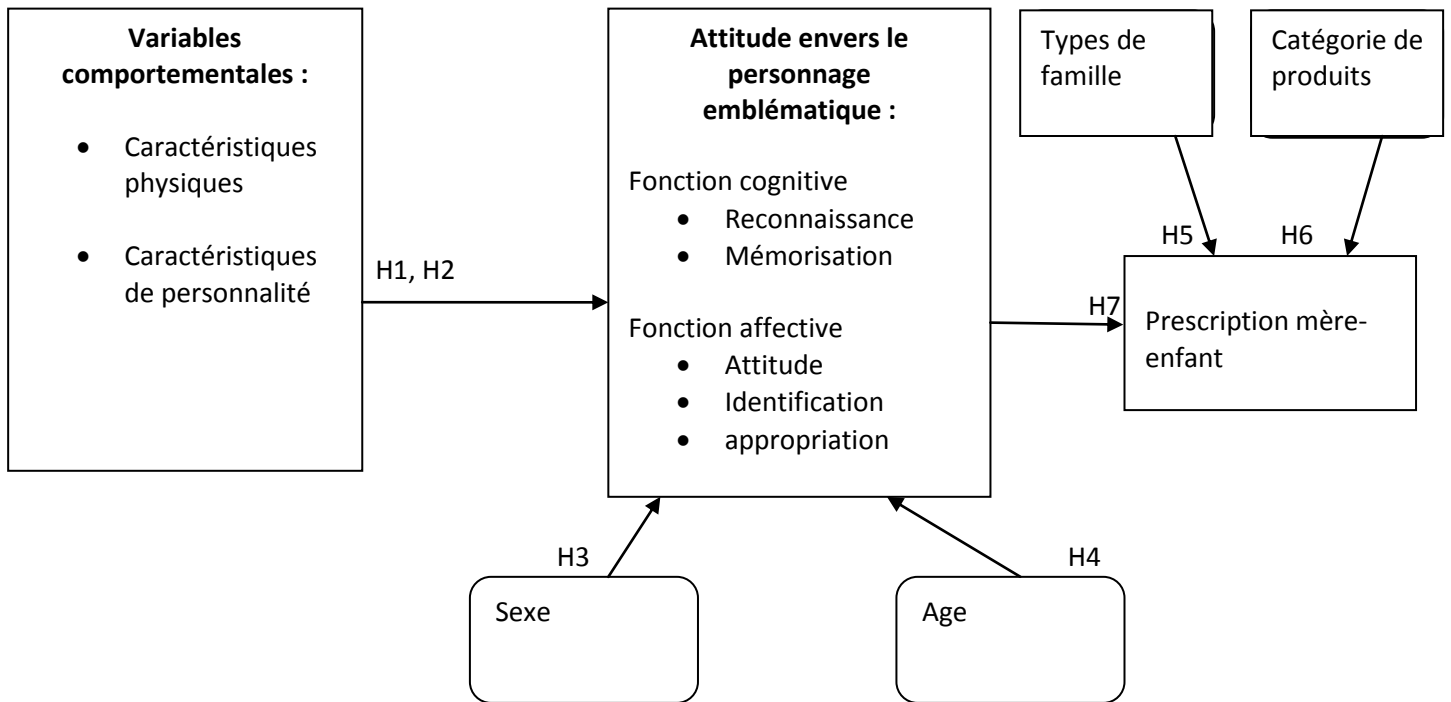 Variables
comportementales :
• Caractéristiques
physiques
• Caractéristiques
de personnalité
H1, H2
Attitude envers le
personnage
emblématique :
Fonction cognitive
• Reconnaissance
• Mémorisation
Fonction affective
• Attitude
• Identification
• appropriation
Types de
famille
Catégorie de
produits
H5
H6
H7
Prescription mère-
enfant
H3
Sexe
H4
Age